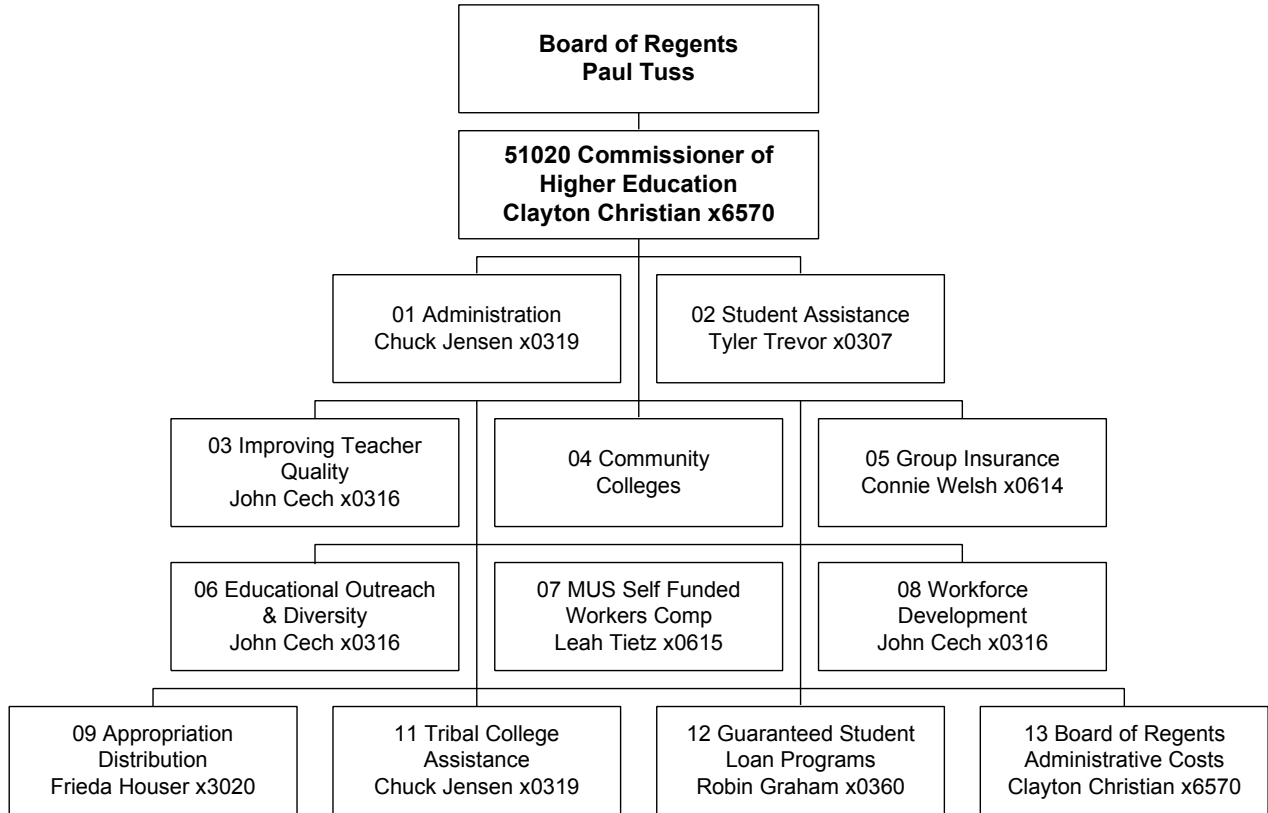 Board of Regents
Paul Tuss
51020 Commissioner of
Higher Education
Clayton Christian x6570
01 Administration
Chuck Jensen x0319
02 Student Assistance
Tyler Trevor x0307
03 Improving Teacher
Quality
John Cech x0316
04 Community
Colleges
05 Group Insurance
Connie Welsh x0614
06 Educational Outreach
& Diversity
John Cech x0316
07 MUS Self Funded
Workers Comp
Leah Tietz x0615
08 Workforce
Development
John Cech x0316
09 Appropriation
Distribution
Frieda Houser x3020
11 Tribal College
Assistance
Chuck Jensen x0319
12 Guaranteed Student
Loan Programs
Robin Graham x0360
13 Board of Regents
Administrative Costs
Clayton Christian x6570